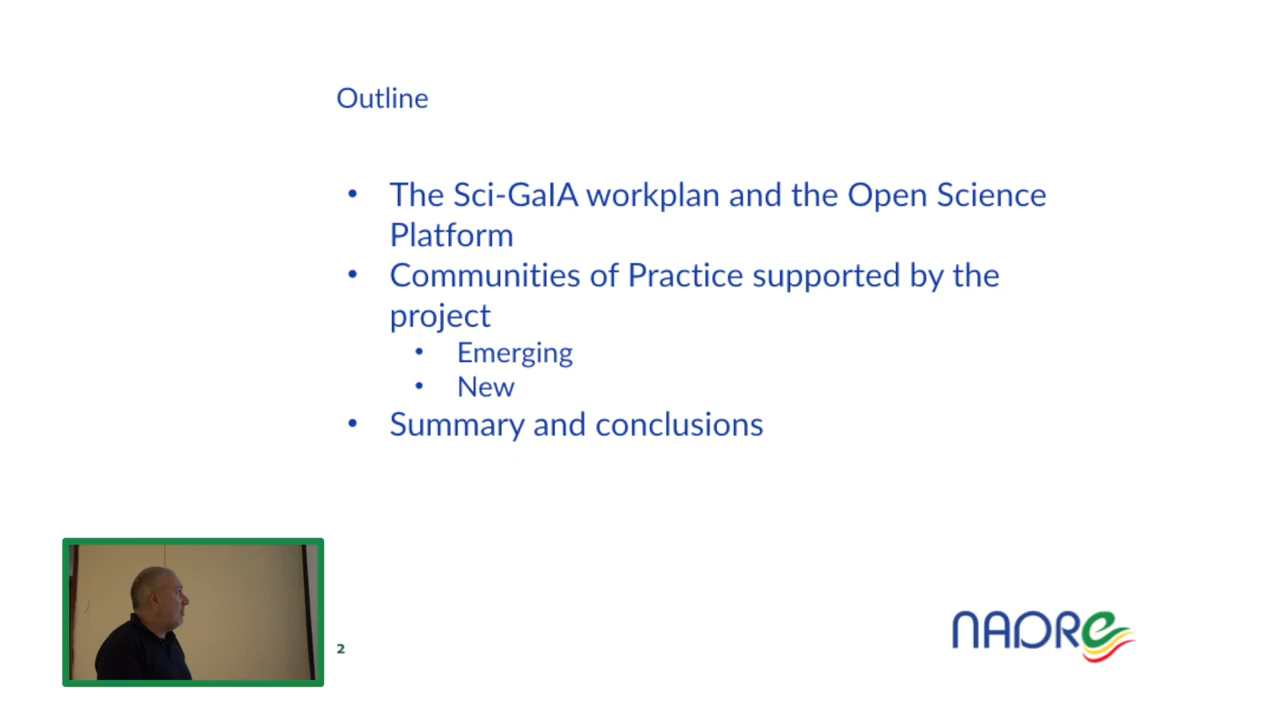 Outline
• The Sci-GaIA workplan and the Open Science
Platform
• Communities of Practice supported by the
project
• Emerging
• New
• Summary and conclusions
2
NADRe